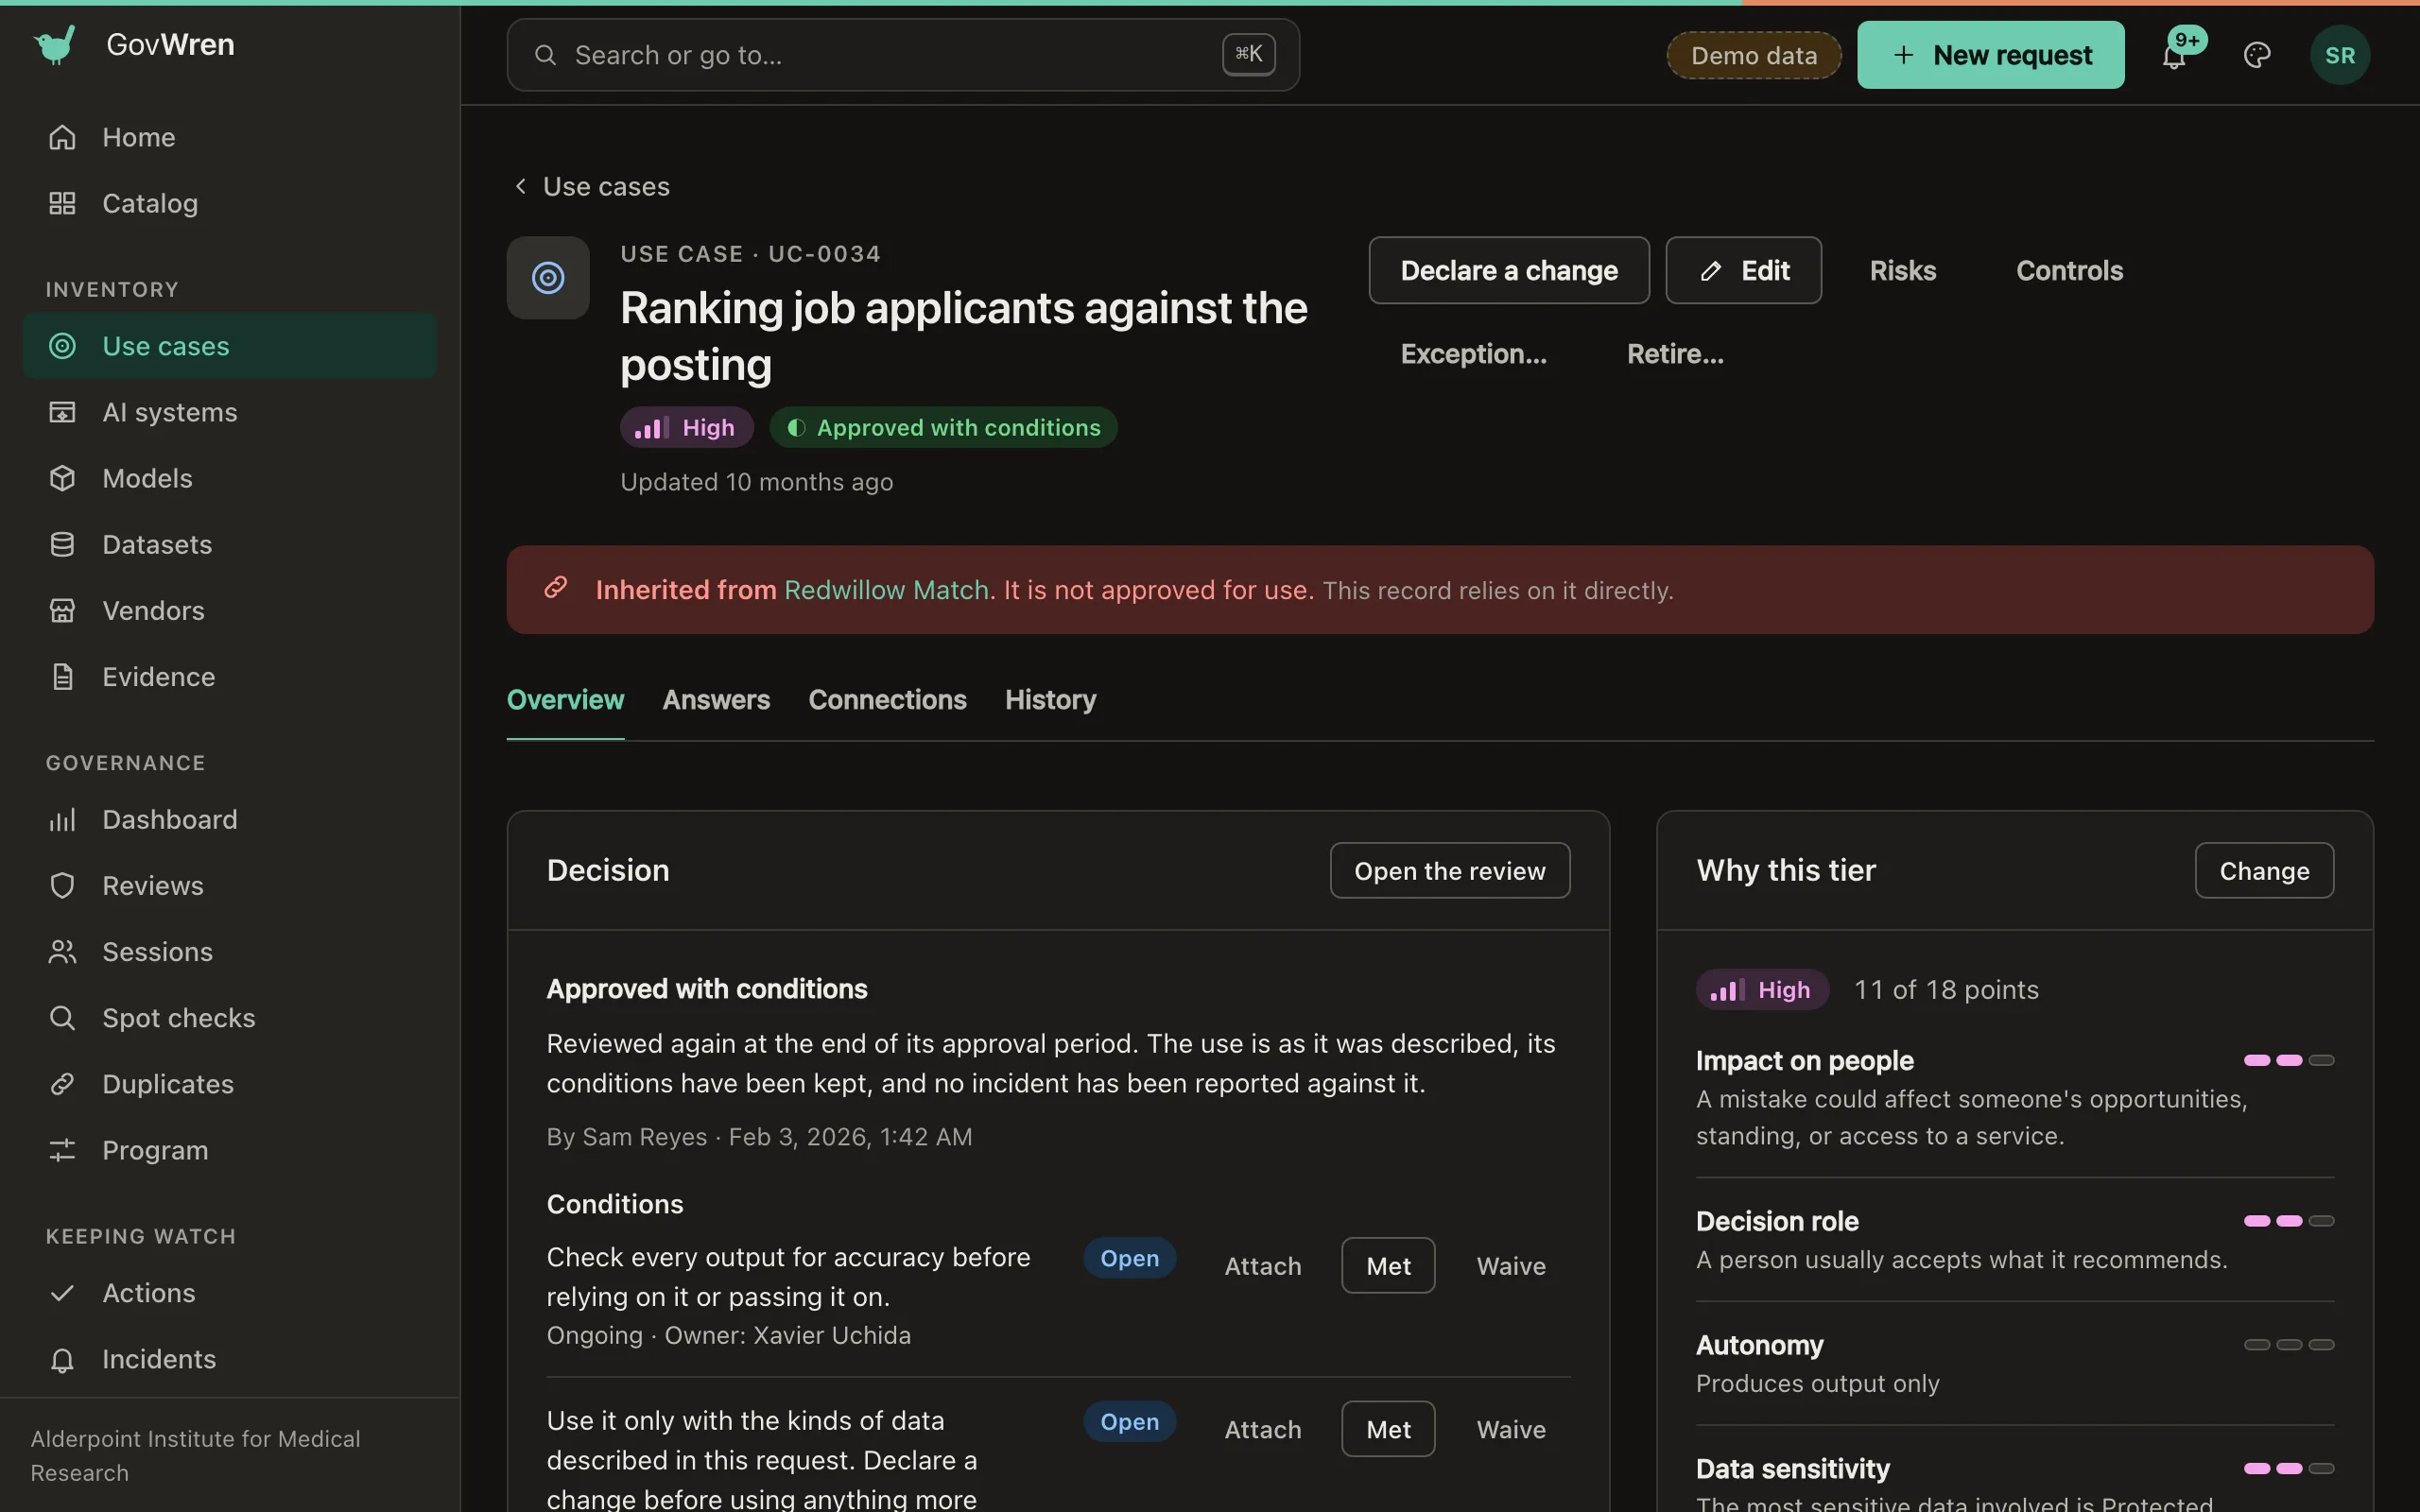 GovWren
Search or go to...
⌘K
Demo data
+ New request
9+
SR
Home
Catalog
INVENTORY
Use cases
AI systems
Models
Datasets
Vendors
Evidence
GOVERNANCE
Dashboard
Reviews
Sessions
Spot checks
Duplicates
Program
KEEPING WATCH
Actions
Incidents
Alderpoint Institute for Medical
Research
Use cases
USE CASE · UC-0034
Ranking job applicants against the
posting
High
Approved with conditions
Updated 10 months ago
Declare a change
Edit
Risks
Controls
Exception...
Retire...
Inherited from Redwillow Match. It is not approved for use. This record relies on it directly.
Overview
Answers
Connections
History
Decision
Open the review
Approved with conditions
Reviewed again at the end of its approval period. The use is as it was described, its
conditions have been kept, and no incident has been reported against it.
By Sam Reyes · Feb 3, 2026, 1:42 AM
Conditions
Check every output for accuracy before
relying on it or passing it on.
Ongoing · Owner: Xavier Uchida
Open
Attach
Met
Waive
Use it only with the kinds of data
described in this request. Declare a
change before using anything more
Open
Attach
Met
Waive
Why this tier
Change
High
11 of 18 points
Impact on people
A mistake could affect someone's opportunities,
standing, or access to a service.
Decision role
A person usually accepts what it recommends.
Autonomy
Produces output only
Data sensitivity
The most sensitive data involved is Protected